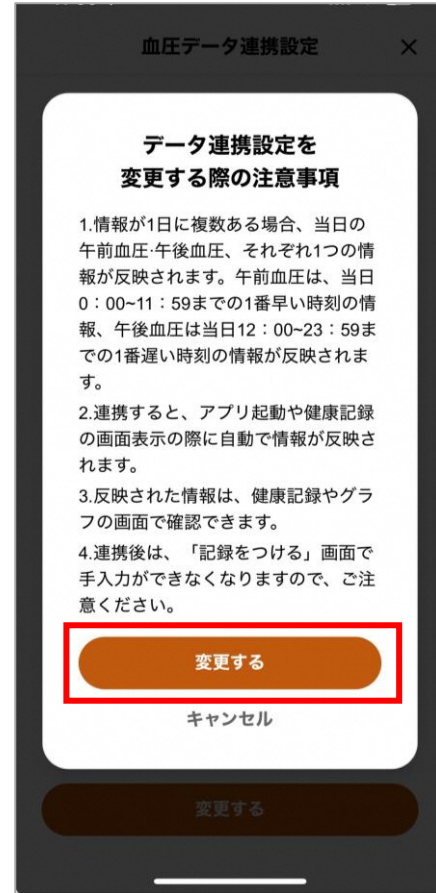 血圧データ連携設定 ×
データ連携設定を
変更する際の注意事項
1.情報が1日に複数ある場合、当日の
午前血圧·午後血圧、それぞれ1つの情
報が反映されます。午前血圧は、当日
0：00~11：59までの1番早い時刻の情
報、午後血圧は当日12：00~23：59ま
での1番遅い時刻の情報が反映されま
す。
2.連携すると、アプリ起動や健康記録
の画面表示の際に自動で情報が反映さ
れます。
3.反映された情報は、健康記録やグラ
フの画面で確認できます。
4.連携後は、「記録をつける」画面で
手入力ができなくなりますので、ご注
意ください。
変更する
キャンセル
変更する